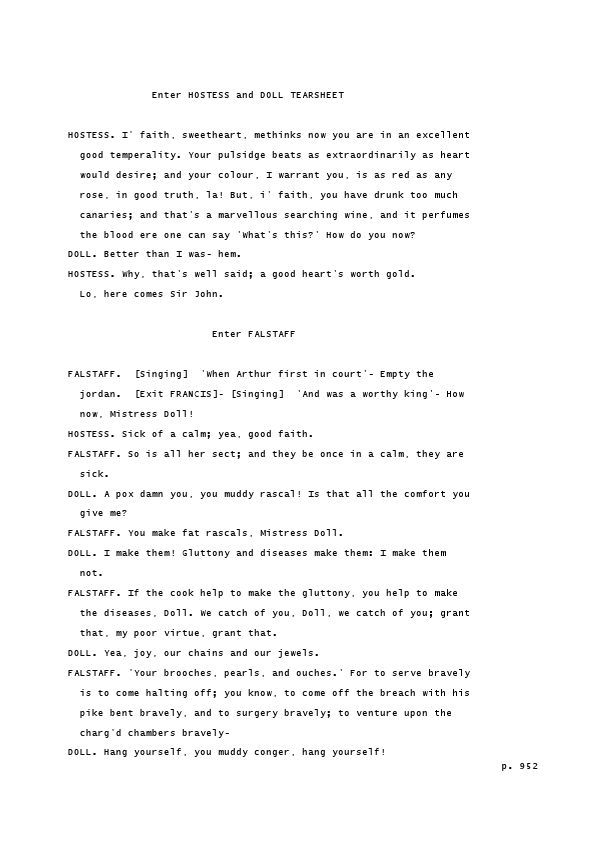 Enter HOSTESS and DOLL TEARSHEET
HOSTESS. I' faith, sweetheart, methinks now you are in an excellent
good temperality. Your pulsidge beats as extraordinarily as heart
would desire; and your colour, I warrant you, is as red as any
rose, in good truth, la! But, i' faith, you have drunk too much
canaries; and that's a marvellous searching wine, and it perfumes
the blood ere one can say 'What's this?' How do you now?
DOLL. Better than I was- hem.
HOSTESS. Why, that's well said; a good heart's worth gold.
Lo, here comes Sir John.
Enter FALSTAFF
FALSTAFF.  [Singing]  'When Arthur first in court'- Empty the
jordan.  [Exit FRANCIS]- [Singing]  'And was a worthy king'- How
now, Mistress Doll!
HOSTESS. Sick of a calm; yea, good faith.
FALSTAFF. So is all her sect; and they be once in a calm, they are
sick.
DOLL. A pox damn you, you muddy rascal! Is that all the comfort you
give me?
FALSTAFF. You make fat rascals, Mistress Doll.
DOLL. I make them! Gluttony and diseases make them: I make them
not.
FALSTAFF. If the cook help to make the gluttony, you help to make
the diseases, Doll. We catch of you, Doll, we catch of you; grant
that, my poor virtue, grant that.
DOLL. Yea, joy, our chains and our jewels.
FALSTAFF. 'Your brooches, pearls, and ouches.' For to serve bravely
is to come halting off; you know, to come off the breach with his
pike bent bravely, and to surgery bravely; to venture upon the
charg'd chambers bravely-
DOLL. Hang yourself, you muddy conger, hang yourself!
p. 952